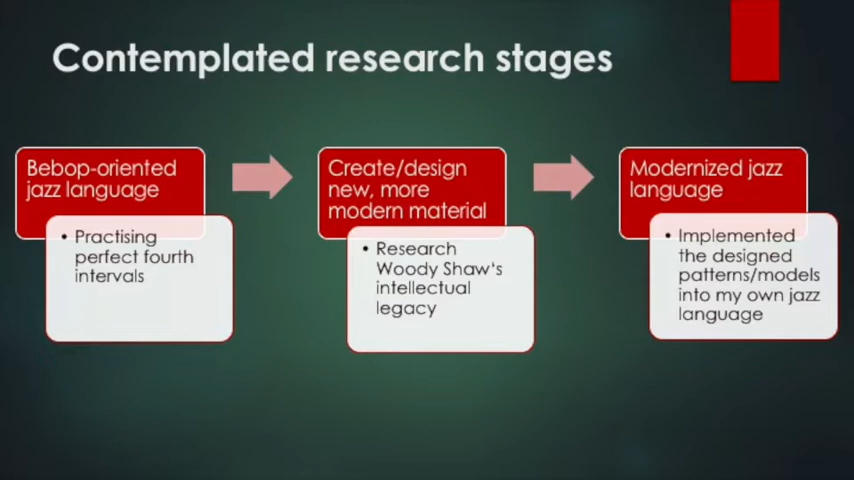 Contemplated research stages
Bebop-oriented
jazz language
• Practising
perfect fourth
intervals
Create/design
new, more
modern material
• Research
Woody Shaw's
intellectual
legacy
Modernized jazz
language
• Implemented
the designed
patterns/models
into my own jazz
language